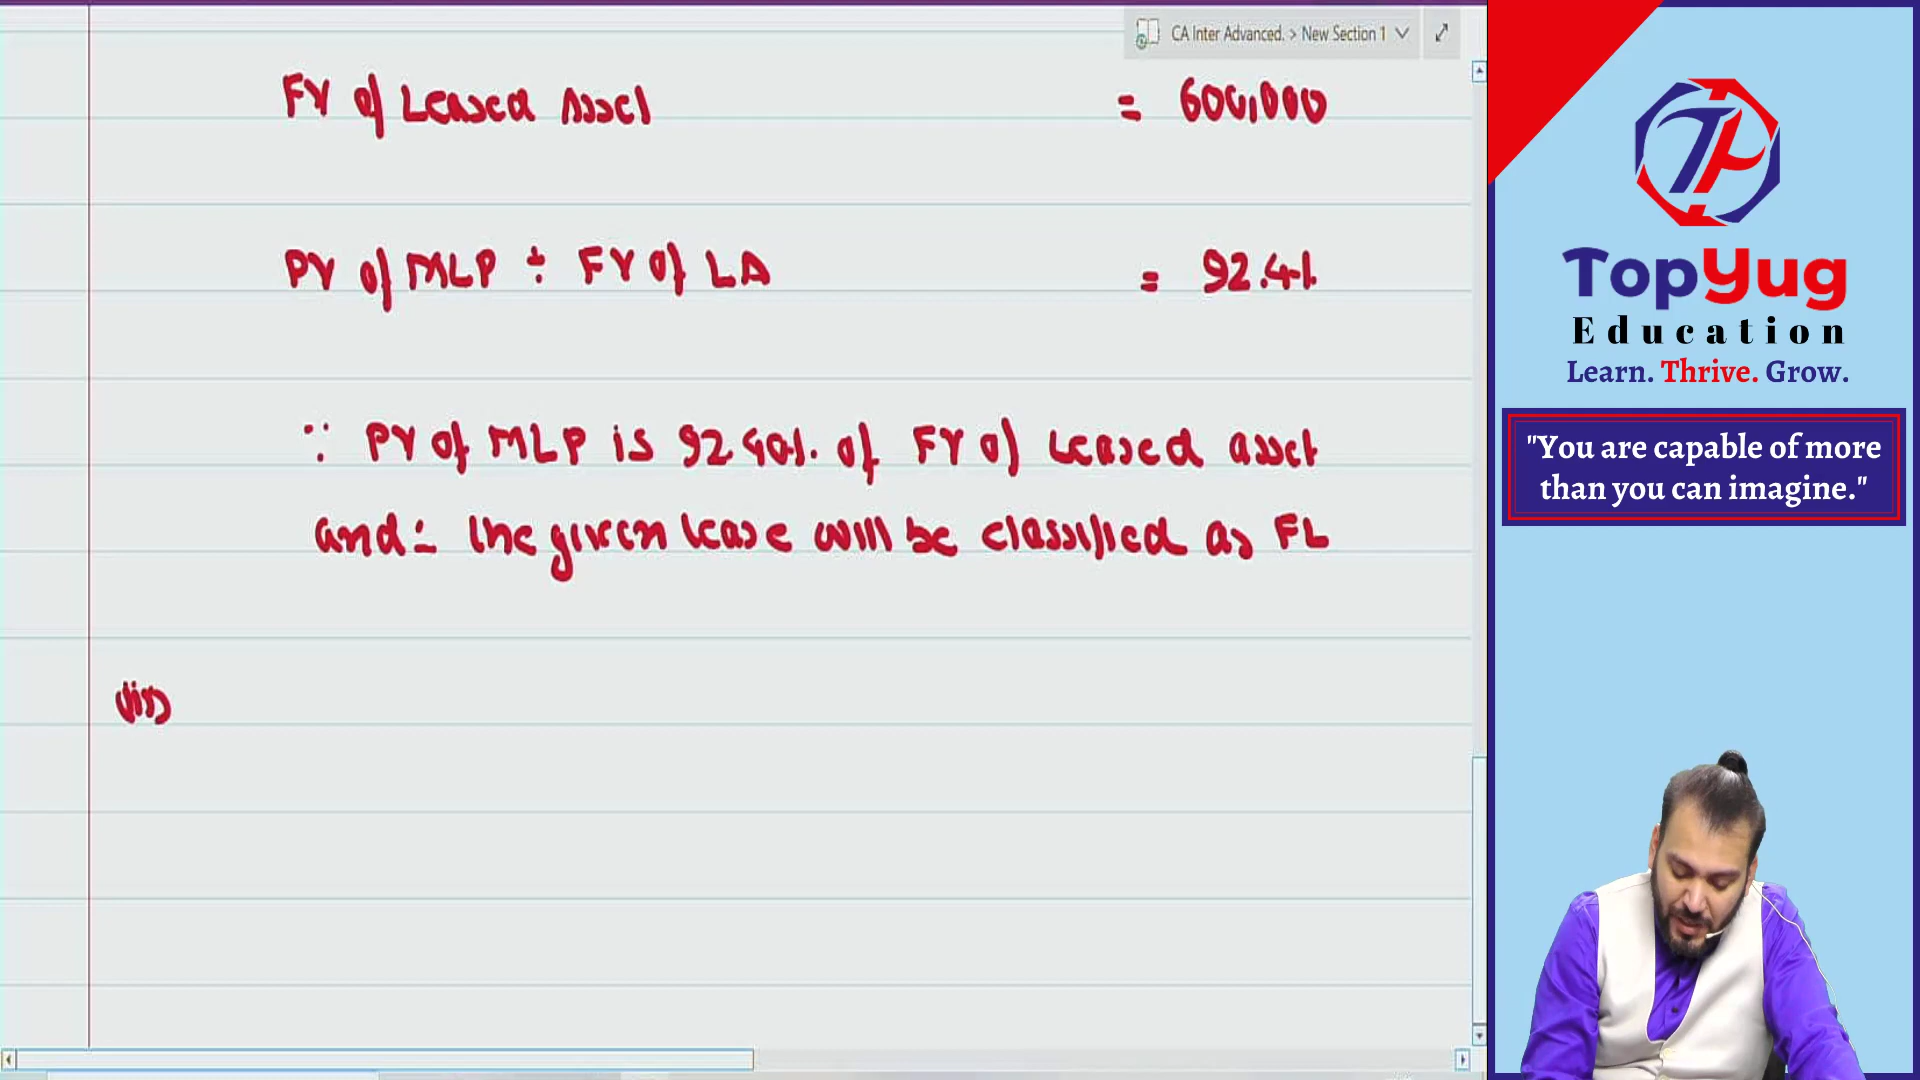 CA Inter Advanced. > New Section 1
FV of Leased Asset = 600,000
PV of MLP ÷ FV of LA = 92.4%
∵ PV of MLP is 92.40%. of FV of leased asset
and ∴ the given lease will be classified as FL
(ii)
TopYug
Education
Learn. Thrive. Grow.
"You are capable of more
than you can imagine."